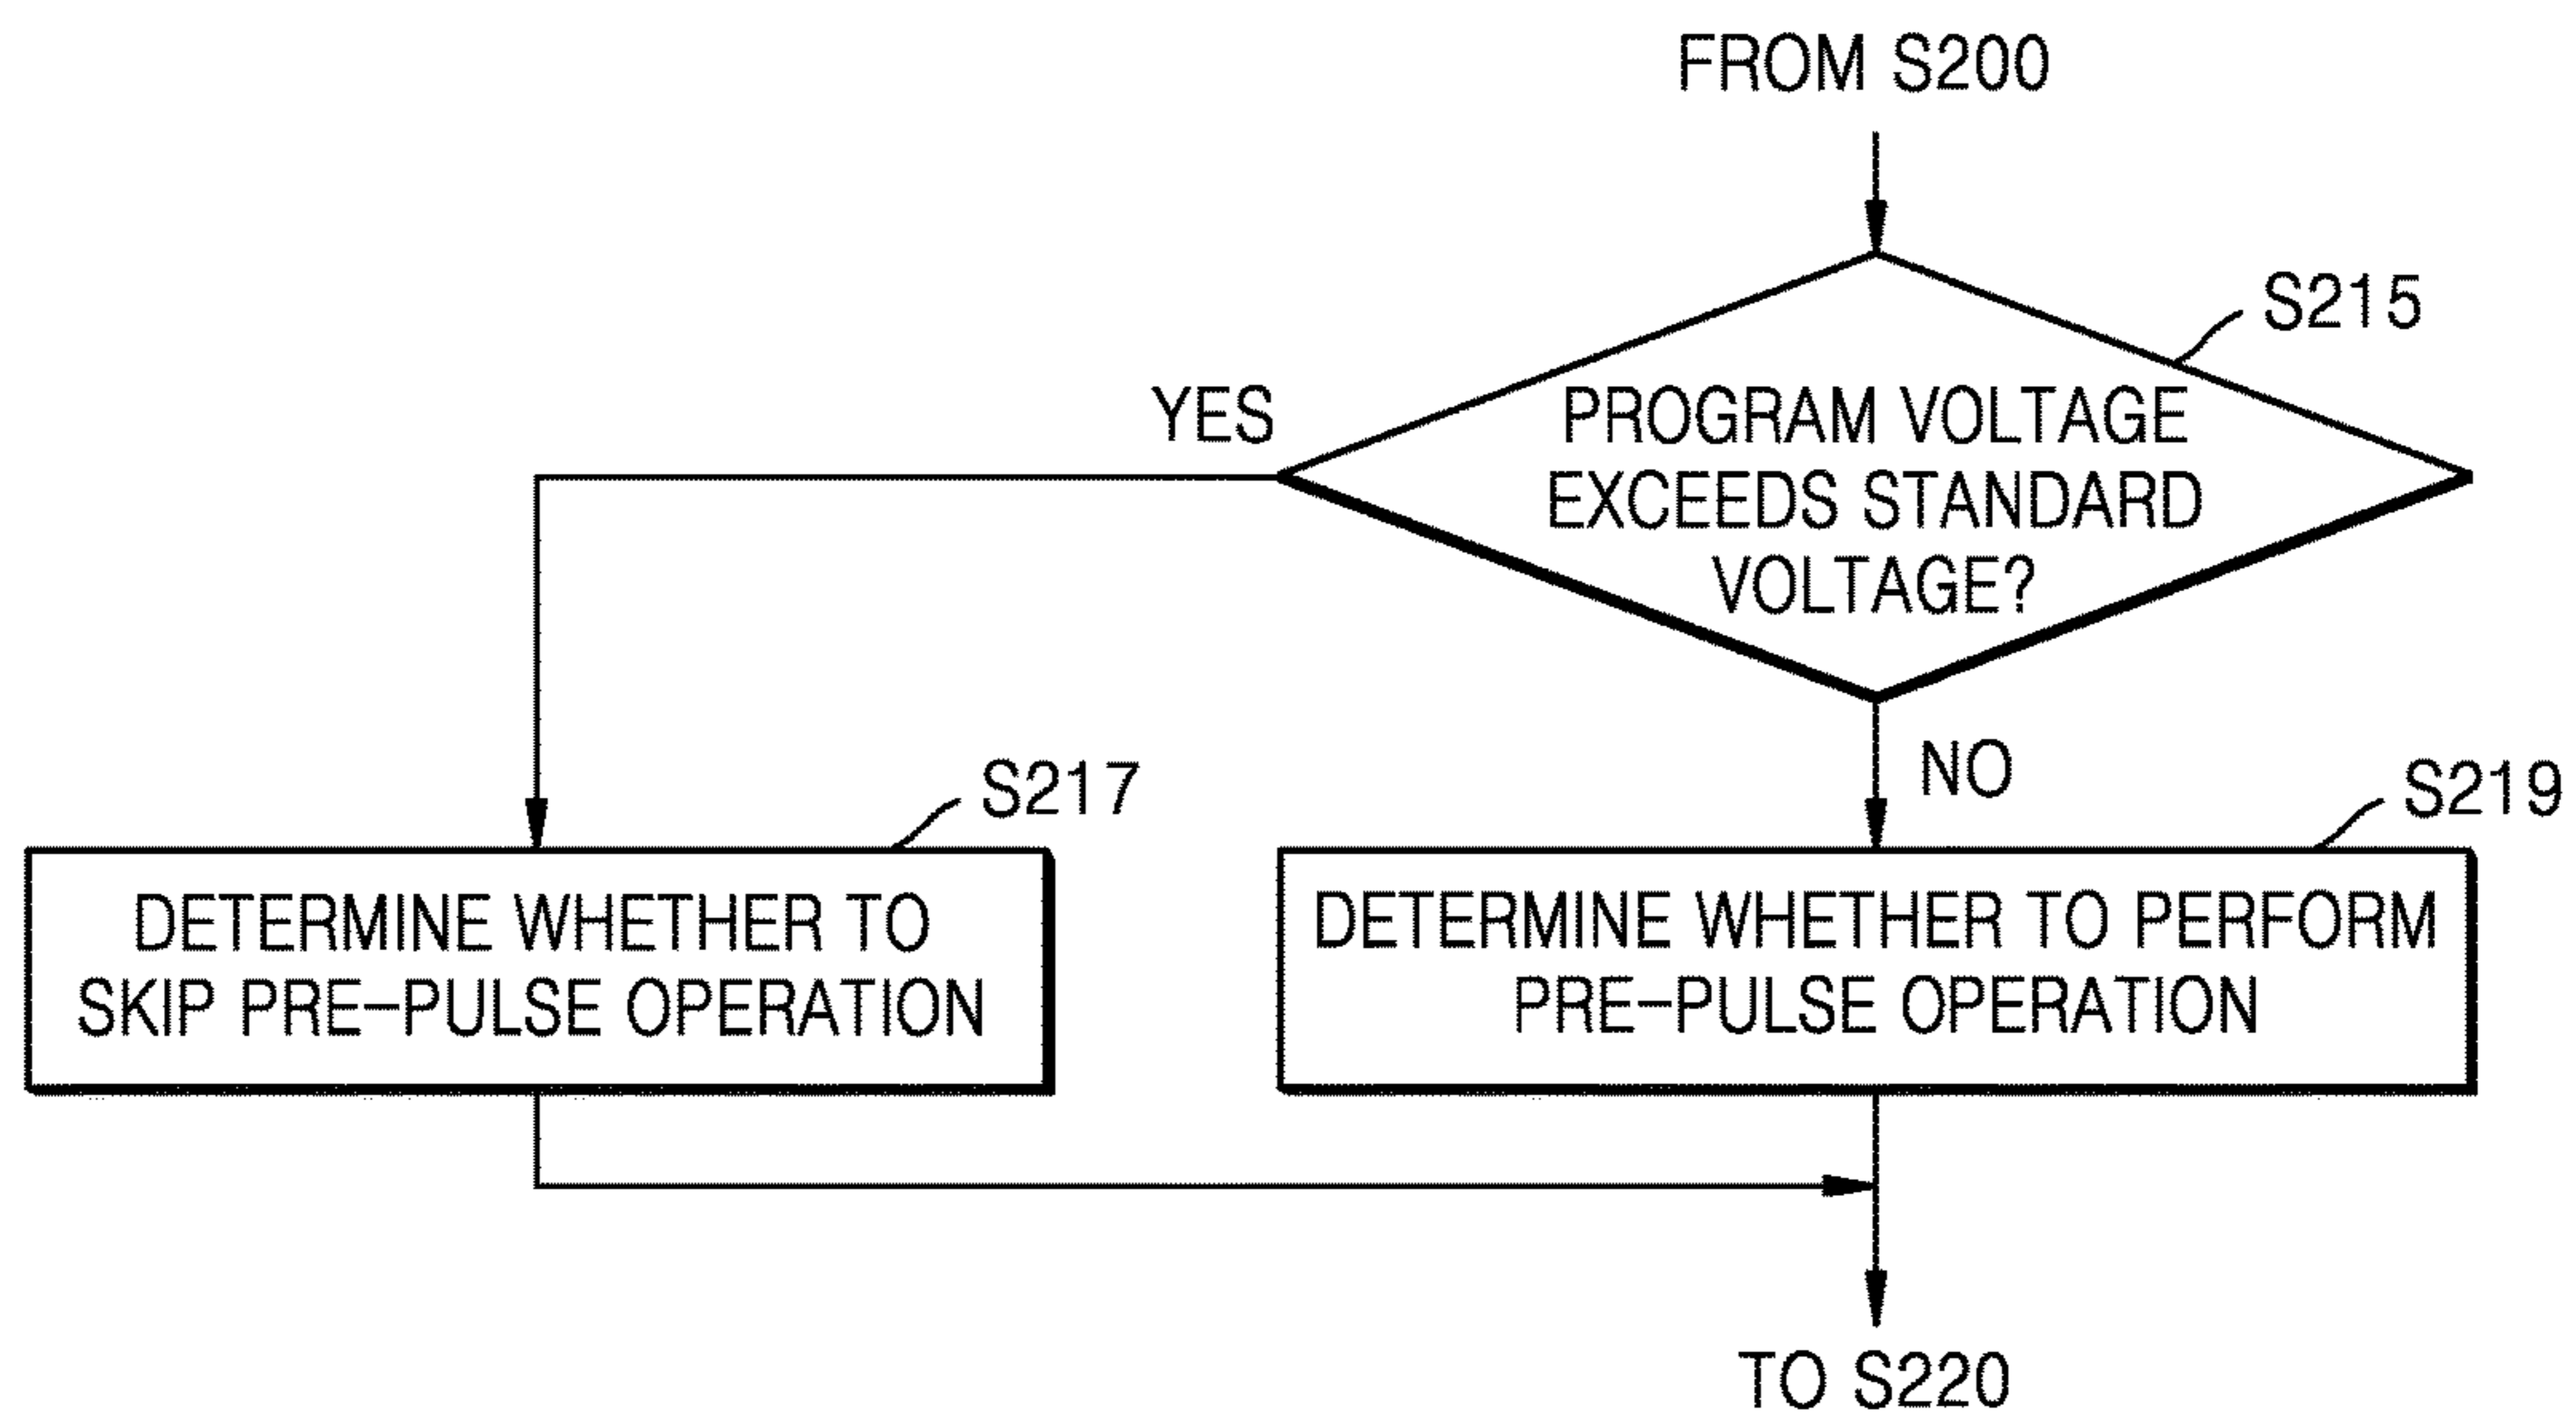 FROM S200
S215
YES
PROGRAM VOLTAGE
EXCEEDS STANDARD
VOLTAGE?
NO
S217
S219
DETERMINE WHETHER TO
SKIP PRE-PULSE OPERATION
DETERMINE WHETHER TO PERFORM
PRE-PULSE OPERATION
TO S220